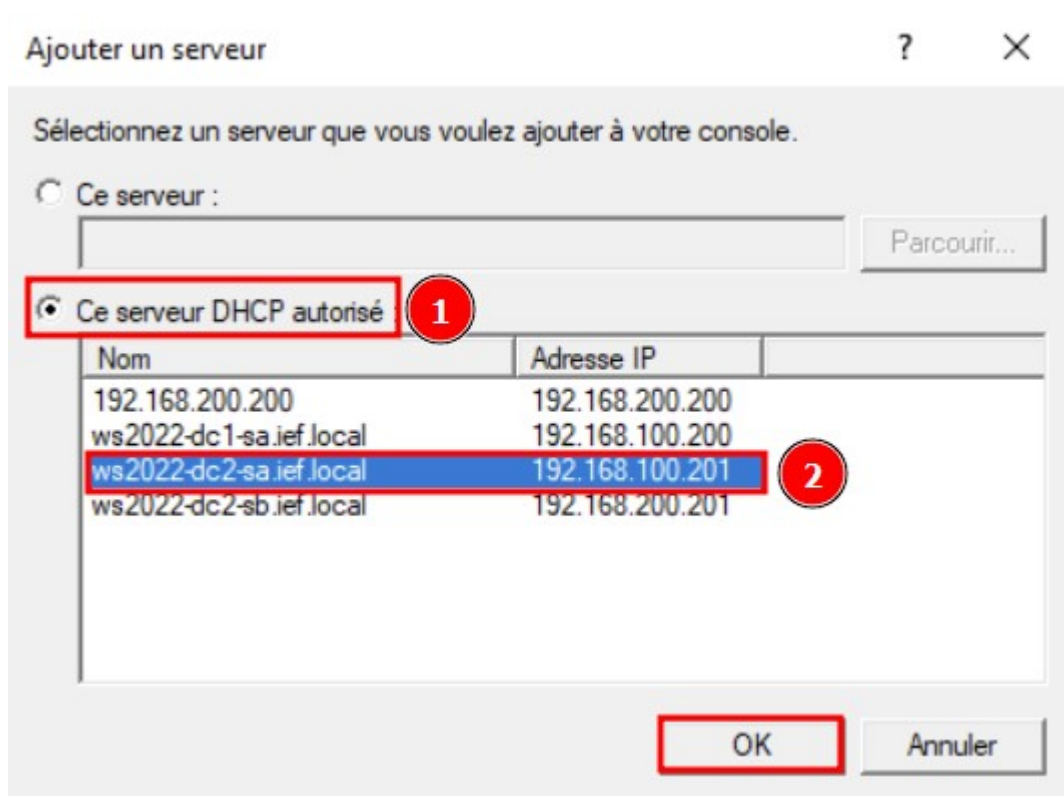 Ajouter un serveur ? ×
Sélectionnez un serveur que vous voulez ajouter à votre console.
Ce serveur :
Parcourir...
Ce serveur DHCP autorisé : 1
Nom Adresse IP
192.168.200.200 192.168.200.200
ws2022-dc1-sa.ief.local 192.168.100.200
ws2022-dc2-sa.ief.local 192.168.100.201 2
ws2022-dc2-sb.ief.local 192.168.200.201
OK Annuler